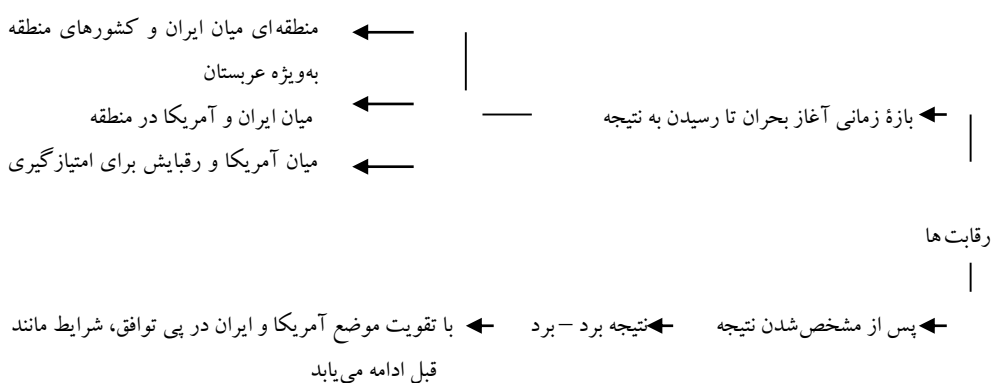 منطقه‌ای میان ایران و کشورهای منطقه
به‌ویژه عربستان
بازۀ زمانی آغاز بحران تا رسیدن به نتیجه
میان ایران و آمریکا در منطقه
میان آمریکا و رقبایش برای امتیازگیری
رقابت‌ها
پس از مشخص‌شدن نتیجه
نتیجه برد – برد
با تقویت موضع آمریکا و ایران در پی توافق، شرایط مانند
قبل ادامه می‌یابد